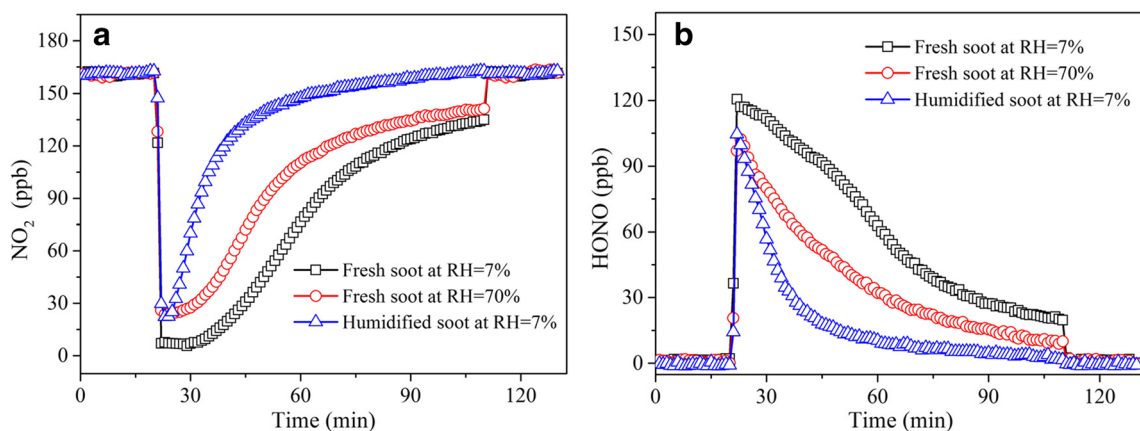 a
180
150
120
90
60
30
0
NO₂ (ppb)
Fresh soot at RH=7%
Fresh soot at RH=70%
Humidified soot at RH=7%
0 30 60 90 120
Time (min)
b
150
120
90
60
30
0
HONO (ppb)
Fresh soot at RH=7%
Fresh soot at RH=70%
Humidified soot at RH=7%
0 30 60 90 120
Time (min)